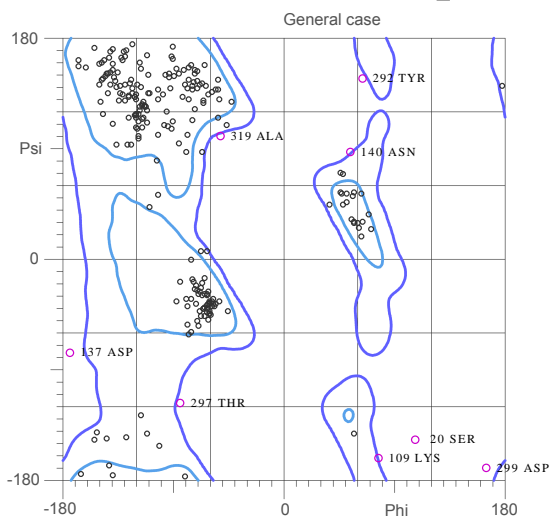 General case
180
292 TYR
319 ALA
Psi
140 ASN
0
137 ASP
297 THR
20 SER
109 LYS
299 ASP
-180
-180 0 Phi 180